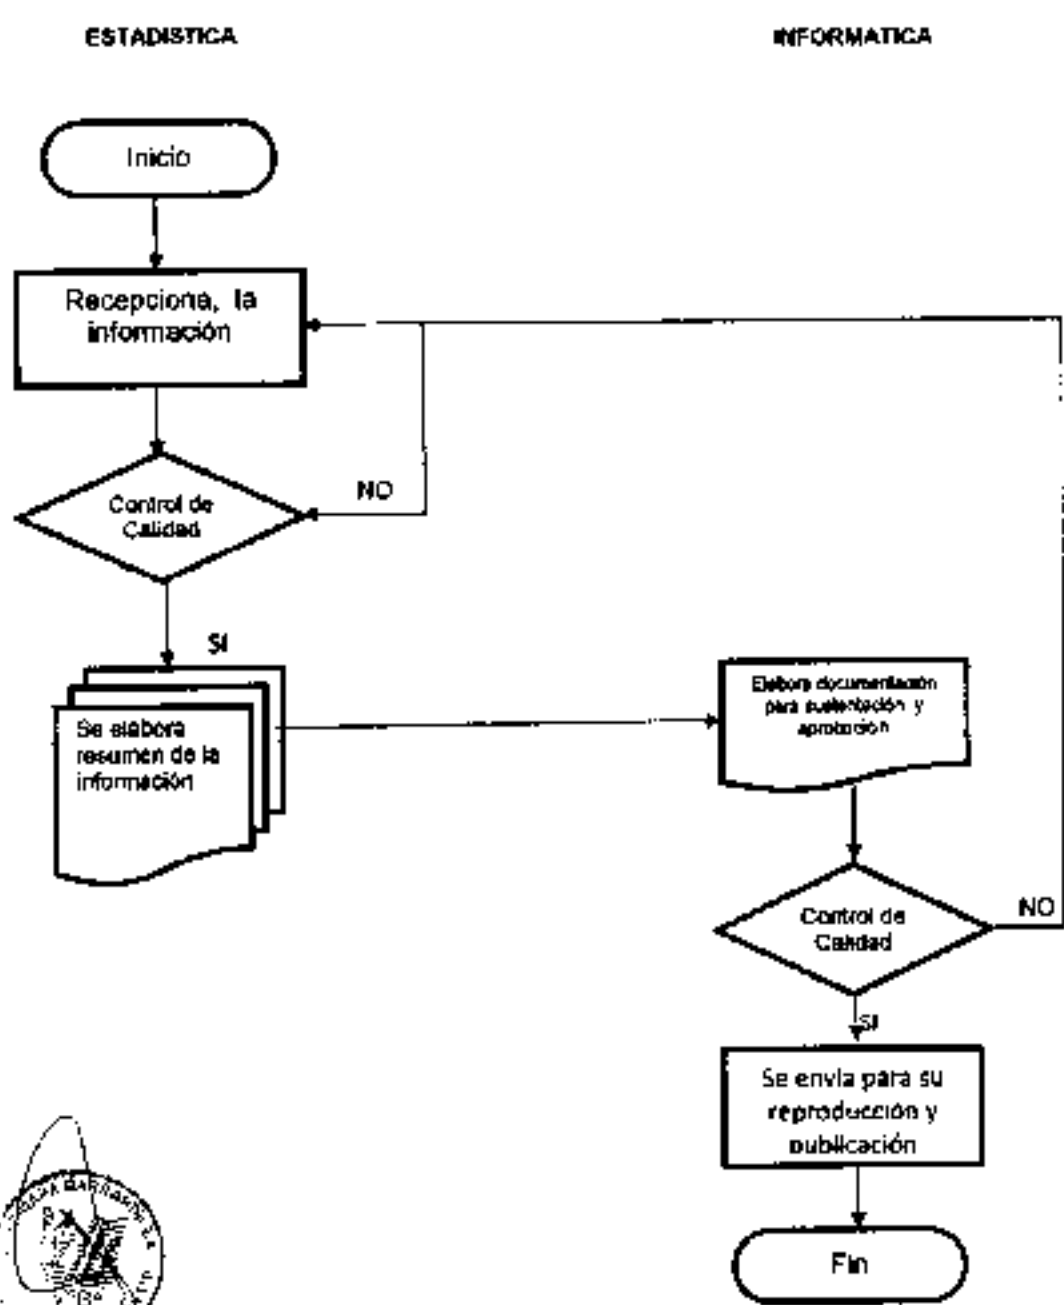 ESTADISTICA
INFORMATICA
Inicio
Recepciona, la
información
Control de
Calidad
NO
SI
Se elabora
resumen de la
información
Elabora documentación
para sustentación y
aprobación
Control de
Calidad
NO
SI
Se envía para su
reproducción y
publicación
Fin